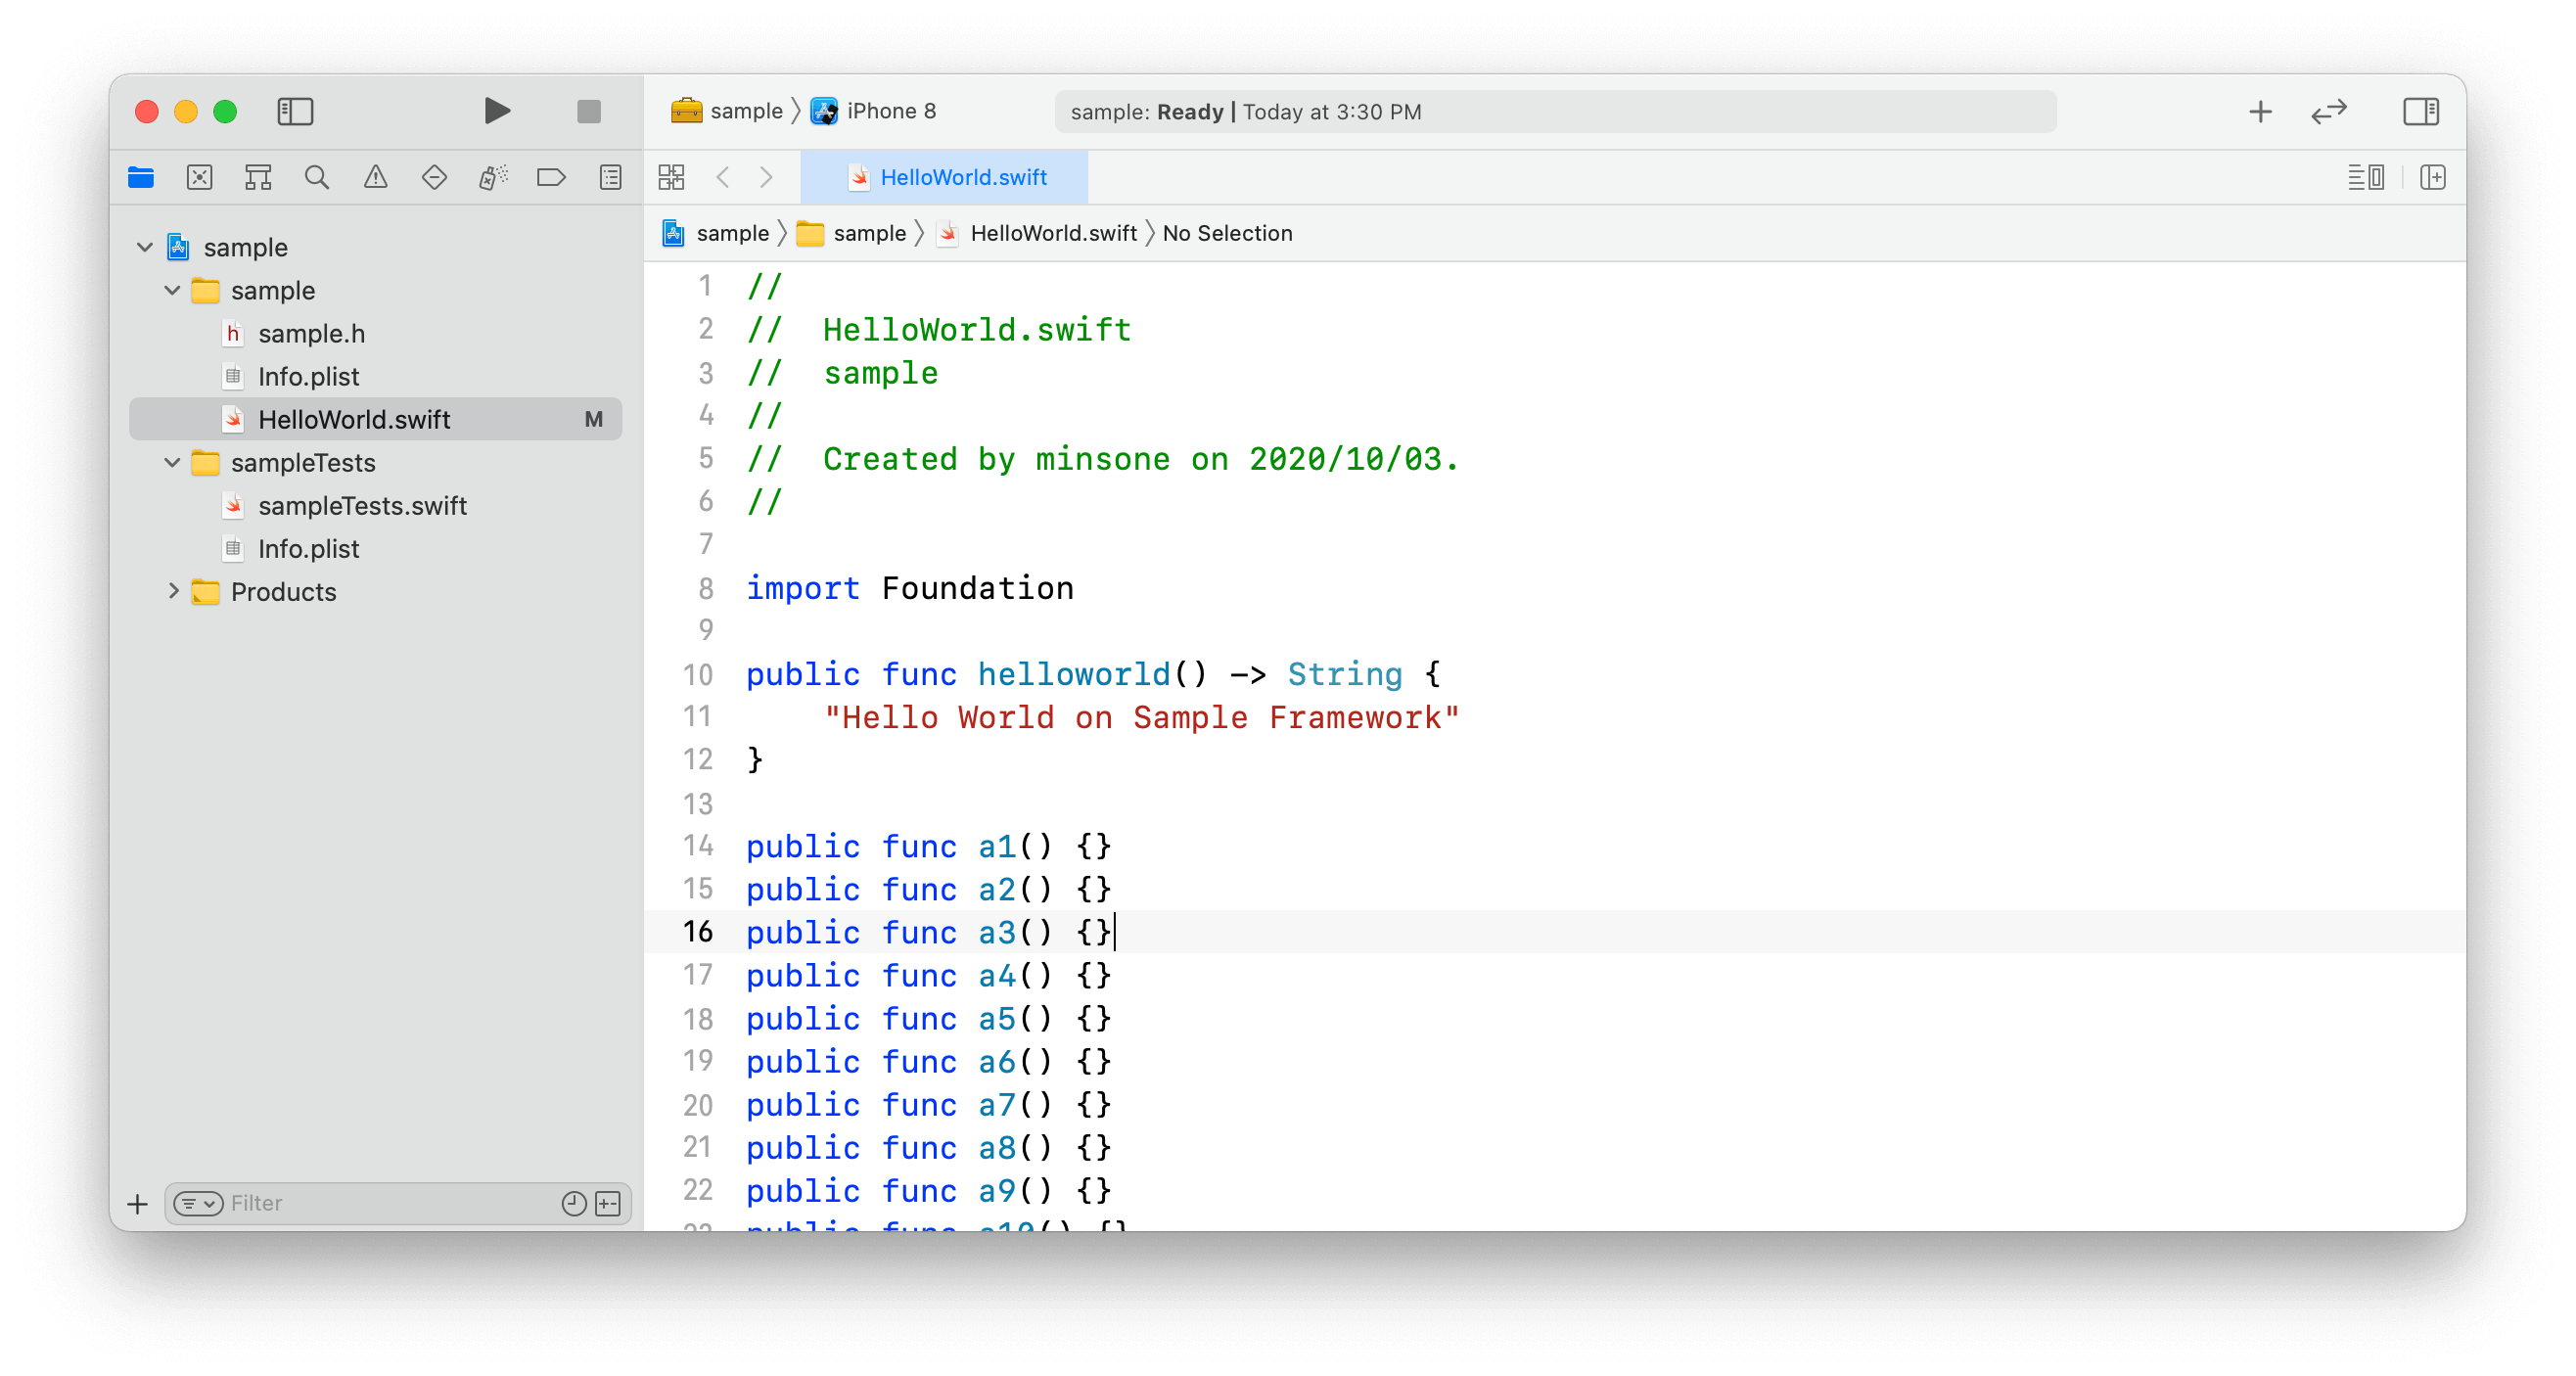 sample 〉 iPhone 8
sample: Ready | Today at 3:30 PM
HelloWorld.swift
sample 〉 sample 〉 HelloWorld.swift 〉 No Selection
sample
sample
h sample.h
Info.plist
HelloWorld.swift M
sampleTests
sampleTests.swift
Info.plist
Products
Filter
1 //
2 //  HelloWorld.swift
3 //  sample
4 //
5 //  Created by minsone on 2020/10/03.
6 //
7
8 import Foundation
9
10 public func helloworld() -> String {
11     "Hello World on Sample Framework"
12 }
13
14 public func a1() {}
15 public func a2() {}
16 public func a3() {}
17 public func a4() {}
18 public func a5() {}
19 public func a6() {}
20 public func a7() {}
21 public func a8() {}
22 public func a9() {}
23 public func a10() {}